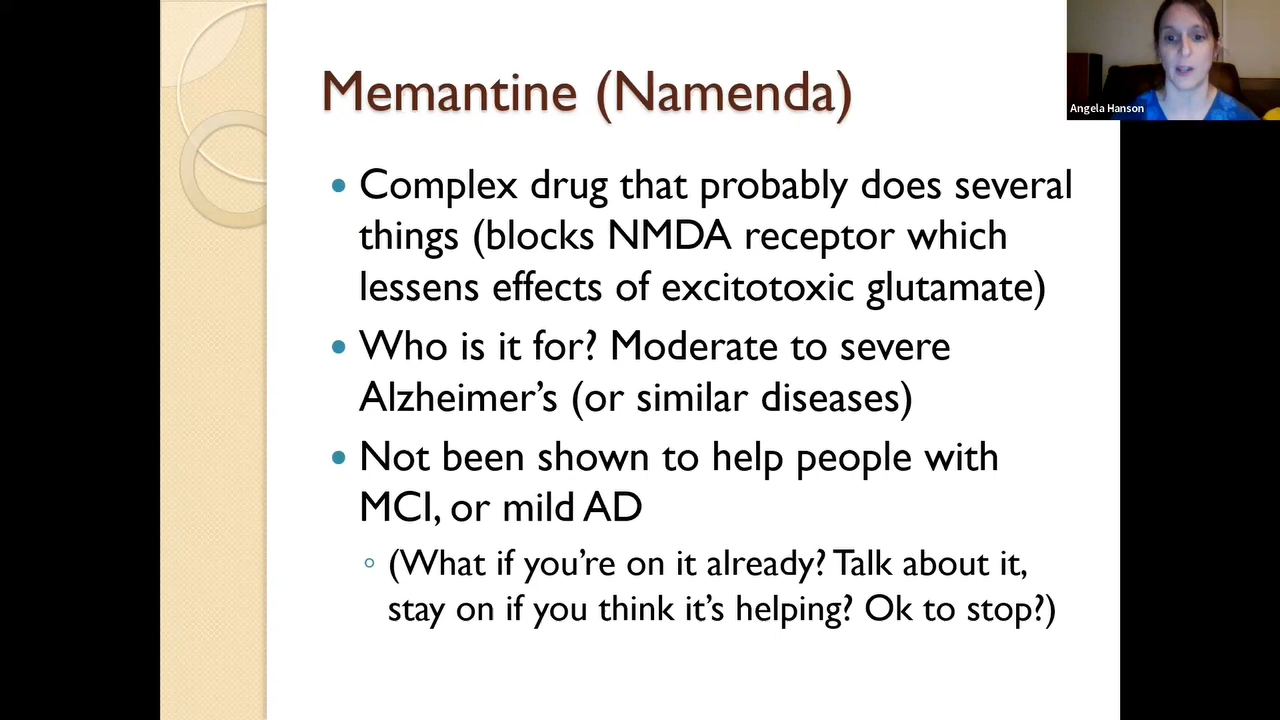 Memantine (Namenda)
Angela Hanson
• Complex drug that probably does several
things (blocks NMDA receptor which
lessens effects of excitotoxic glutamate)
• Who is it for? Moderate to severe
Alzheimer’s (or similar diseases)
• Not been shown to help people with
MCI, or mild AD
◦ (What if you’re on it already? Talk about it,
stay on if you think it’s helping? Ok to stop?)